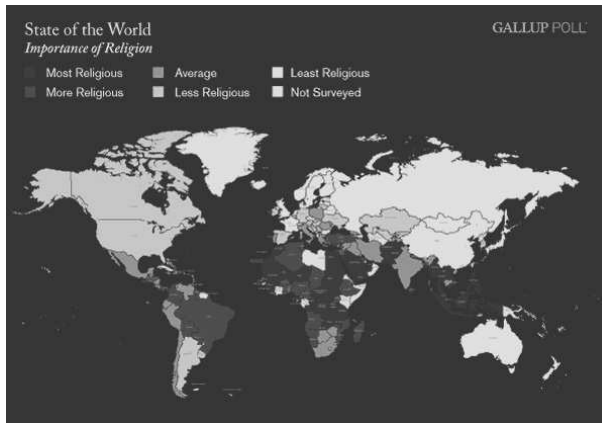 State of the World
Importance of Religion
GALLUP POLL
Most Religious
Average
Least Religious
More Religious
Less Religious
Not Surveyed